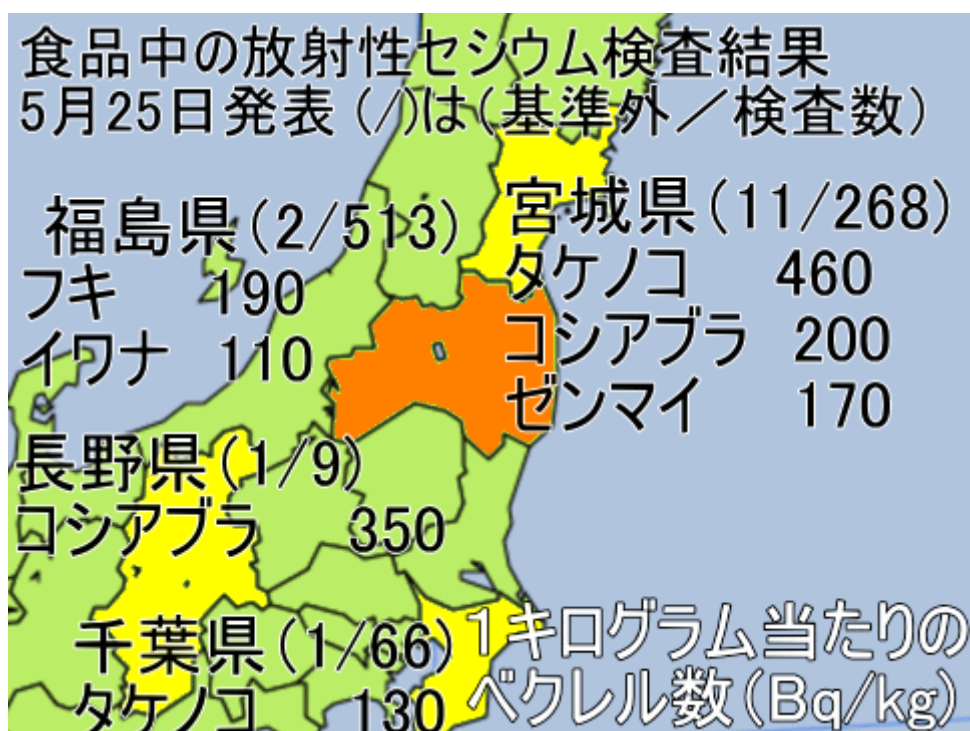 食品中の放射性セシウム検査結果
5月25日発表(/)は(基準外／検査数)
福島県(2/513)
フキ 190
イワナ 110
宮城県(11/268)
タケノコ 460
コシアブラ 200
ゼンマイ 170
長野県(1/9)
コシアブラ 350
千葉県(1/66)
タケノコ 130
1キログラム当たりの
ベクレル数(Bq/kg)